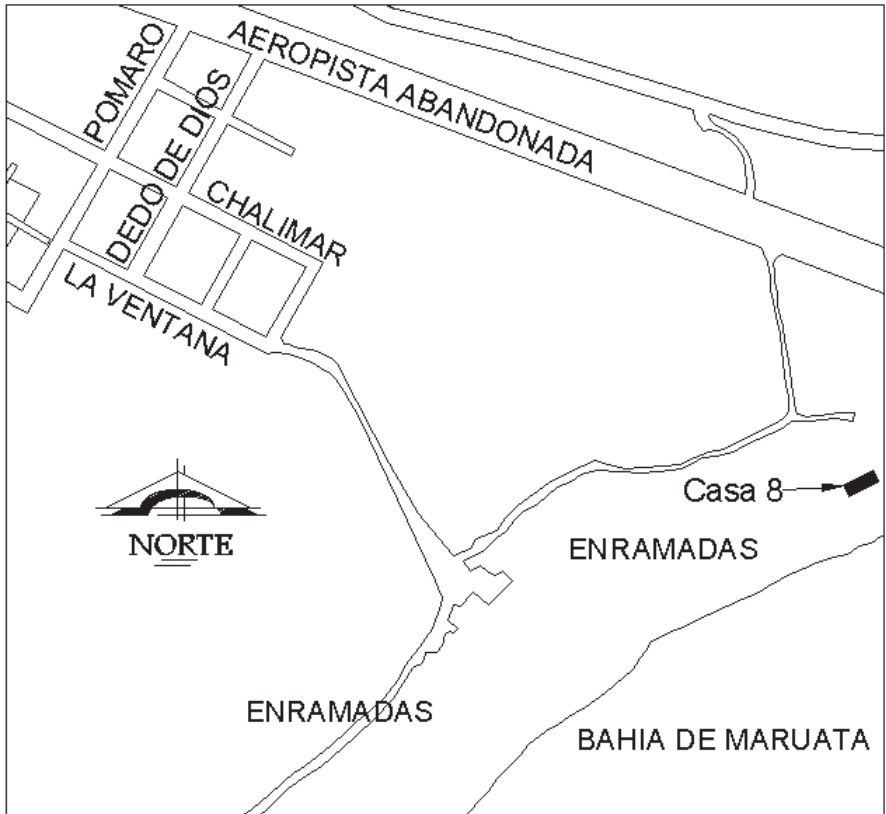 POMARO
DEDO DE DIOS
AEROPISTA ABANDONADA
CHALIMAR
LA VENTANA
Casa 8
NORTE
ENRAMADAS
ENRAMADAS
BAHIA DE MARUATA